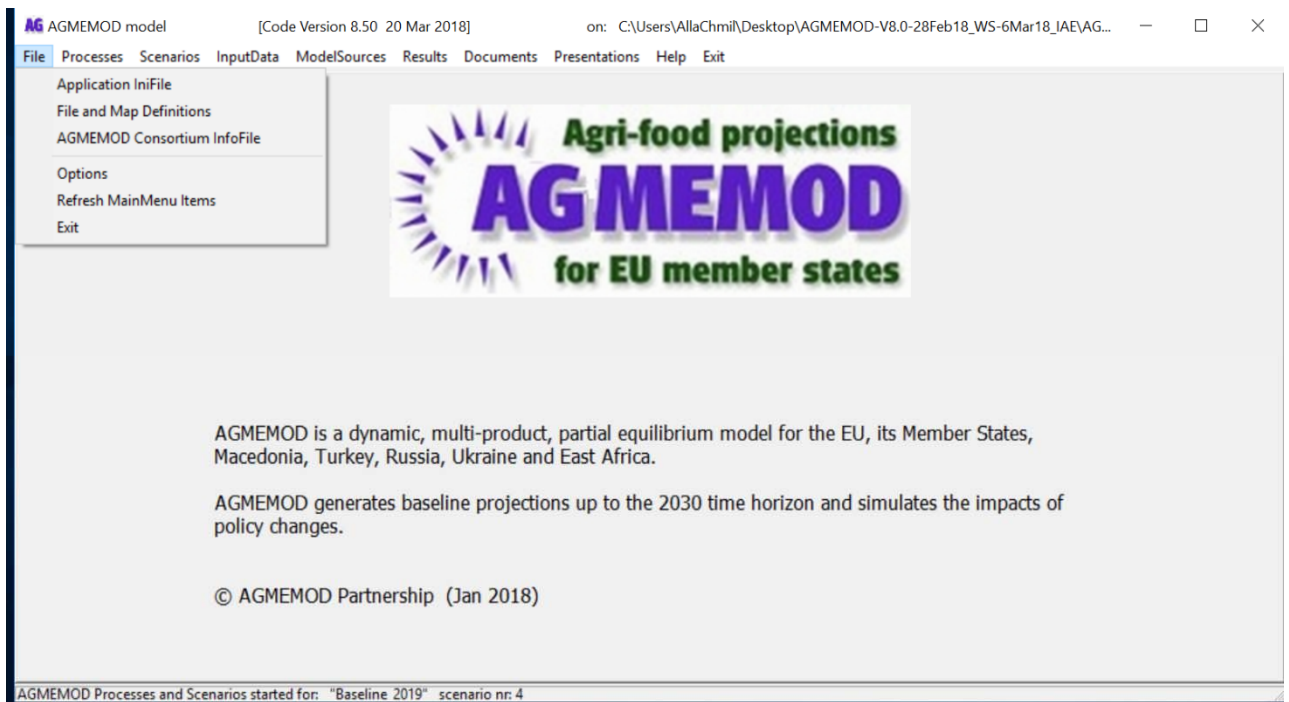 AG AGMEMOD model [Code Version 8.50 20 Mar 2018] on: C:\Users\AllaChmil\Desktop\AGMEMOD-V8.0-28Feb18_WS-6Mar18_IAE\AG...
File Processes Scenarios InputData ModelSources Results Documents Presentations Help Exit
Application IniFile
File and Map Definitions
AGMEMOD Consortium InfoFile
Options
Refresh MainMenu Items
Exit
Agri-food projections
AGMEMOD
for EU member states
AGMEMOD is a dynamic, multi-product, partial equilibrium model for the EU, its Member States,
Macedonia, Turkey, Russia, Ukraine and East Africa.
AGMEMOD generates baseline projections up to the 2030 time horizon and simulates the impacts of
policy changes.
© AGMEMOD Partnership (Jan 2018)
AGMEMOD Processes and Scenarios started for: "Baseline 2019" scenario nr: 4